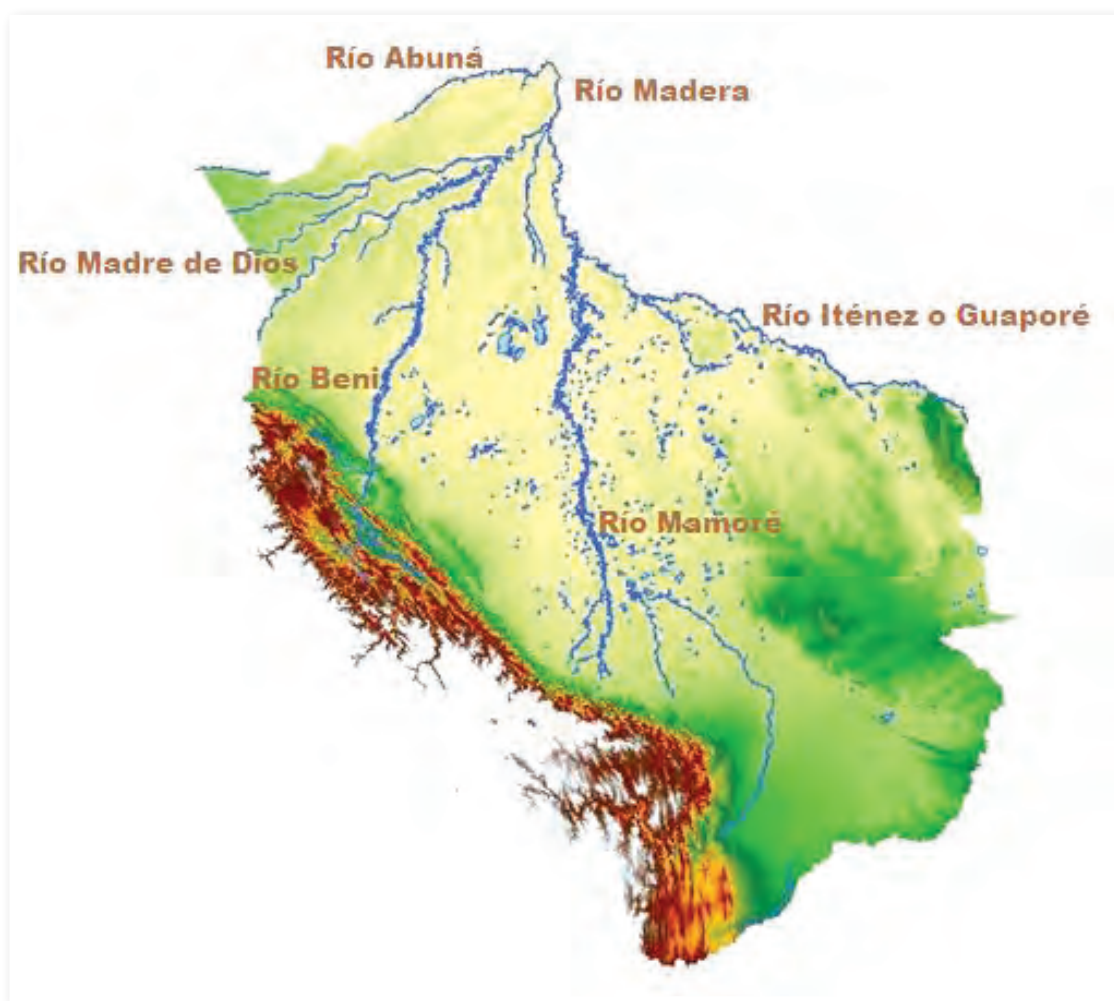 Río Abuná
Río Madera
Río Madre de Dios
Río Iténez o Guaporé
Río Beni
Río Mamoré